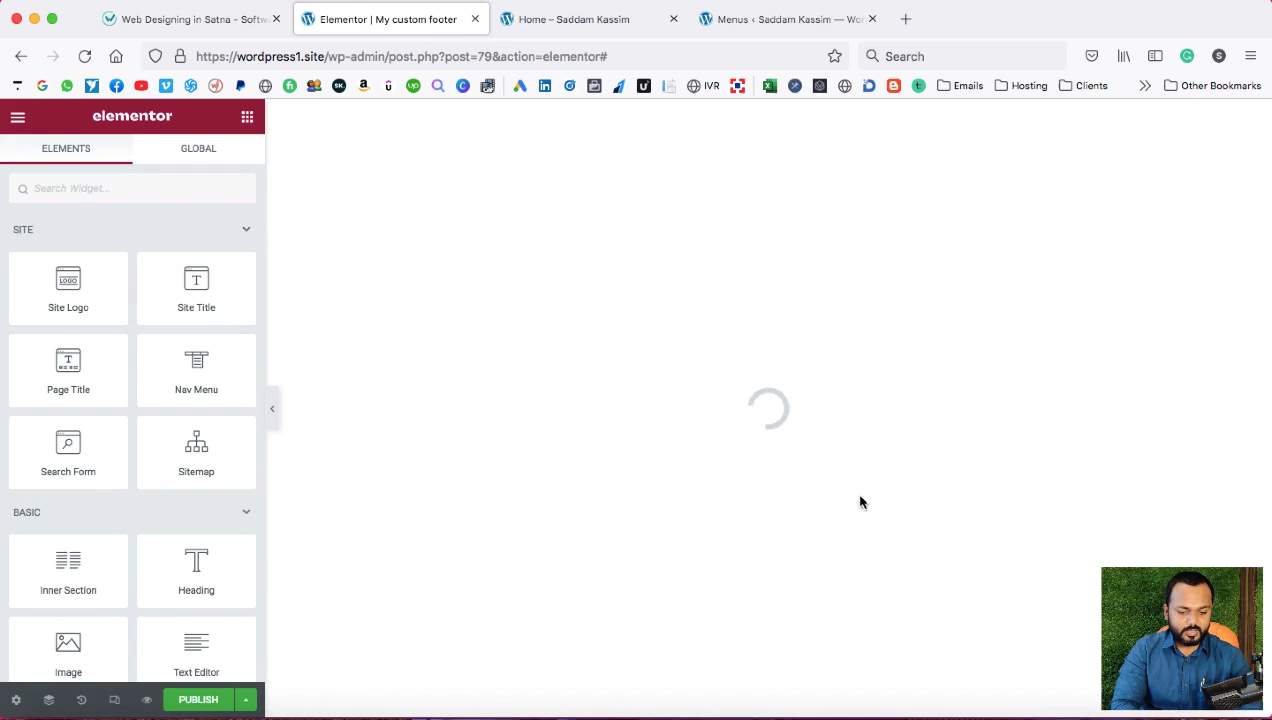 Web Designing in Satna - Softw
Elementor | My custom footer
Home – Saddam Kassim
Menus ‹ Saddam Kassim — Wor
https://wordpress1.site/wp-admin/post.php?post=79&action=elementor#
Search
S
SK.
IVR
Emails
Hosting
Clients
Other Bookmarks
elementor
ELEMENTS
GLOBAL
Search Widget...
SITE
LOGO
Site Logo
Site Title
Page Title
Nav Menu
Search Form
Sitemap
BASIC
Inner Section
Heading
Image
Text Editor
PUBLISH